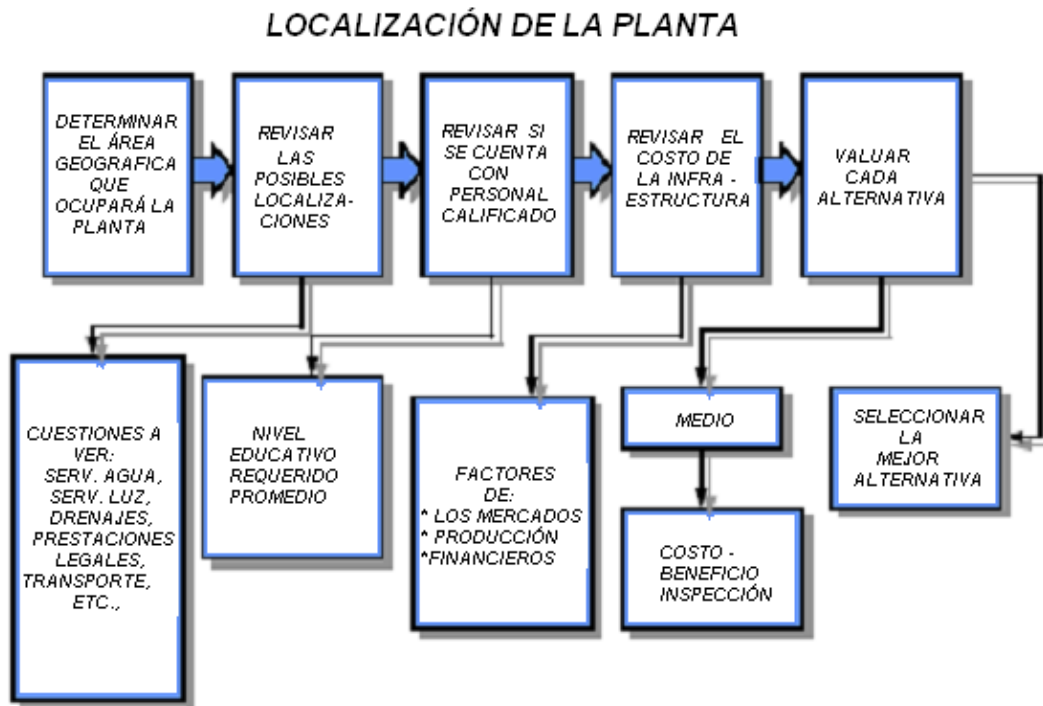 LOCALIZACIÓN DE LA PLANTA
DETERMINAR
EL ÁREA
GEOGRAFICA
QUE
OCUPARÁ LA
PLANTA
REVISAR
LAS
POSIBLES
LOCALIZA-
CIONES
REVISAR SI
SE CUENTA
CON
PERSONAL
CALIFICADO
REVISAR EL
COSTO DE
LA INFRA -
ESTRUCTURA
VALUAR
CADA
ALTERNATIVA
CUESTIONES A
VER:
SERV. AGUA,
SERV. LUZ,
DRENAJES,
PRESTACIONES
LEGALES,
TRANSPORTE,
ETC.,
NIVEL
EDUCATIVO
REQUERIDO
PROMEDIO
FACTORES
DE:
* LOS MERCADOS
* PRODUCCIÓN
*FINANCIEROS
MEDIO
COSTO -
BENEFICIO
INSPECCIÓN
SELECCIONAR
LA
MEJOR
ALTERNATIVA